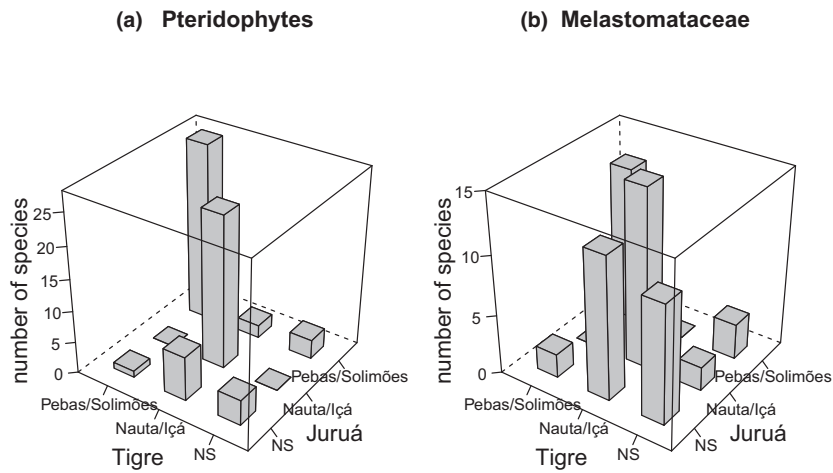 (a) Pteridophytes
number of species
25
20
15
10
5
0
Pebas/Solimões
Nauta/Içá
NS
Tigre
NS
Nauta/Içá
Pebas/Solimões
Juruá
(b) Melastomataceae
number of species
15
10
5
0
Pebas/Solimões
Nauta/Içá
NS
Tigre
NS
Nauta/Içá
Pebas/Solimões
Juruá